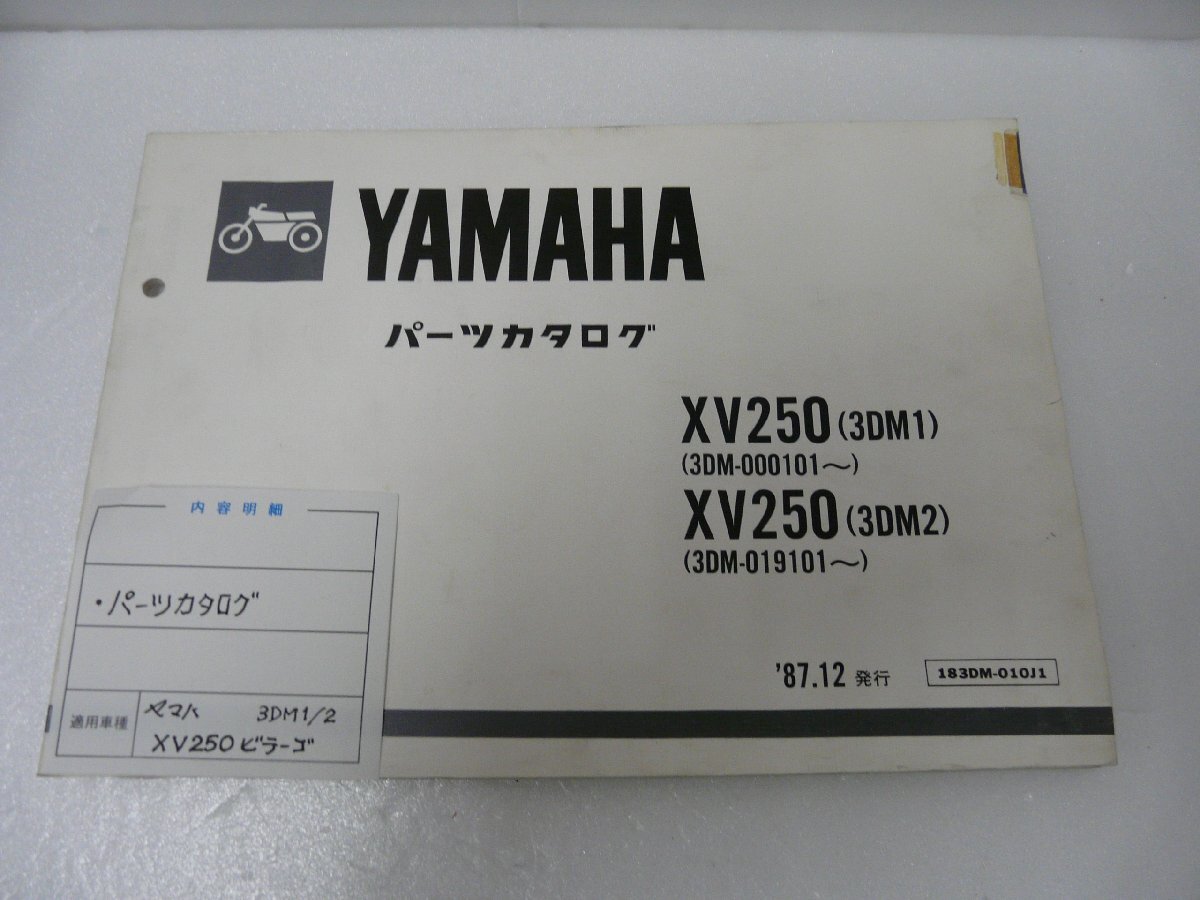 YAMAHA
パーツカタログ
XV250(3DM1)
(3DM-000101〜)
XV250(3DM2)
(3DM-019101〜)
'87.12 発行
183DM-010J1
内容明細
・パーツカタログ
適用車種
ヤマハ 3DM1/2
XV250ビラーゴ